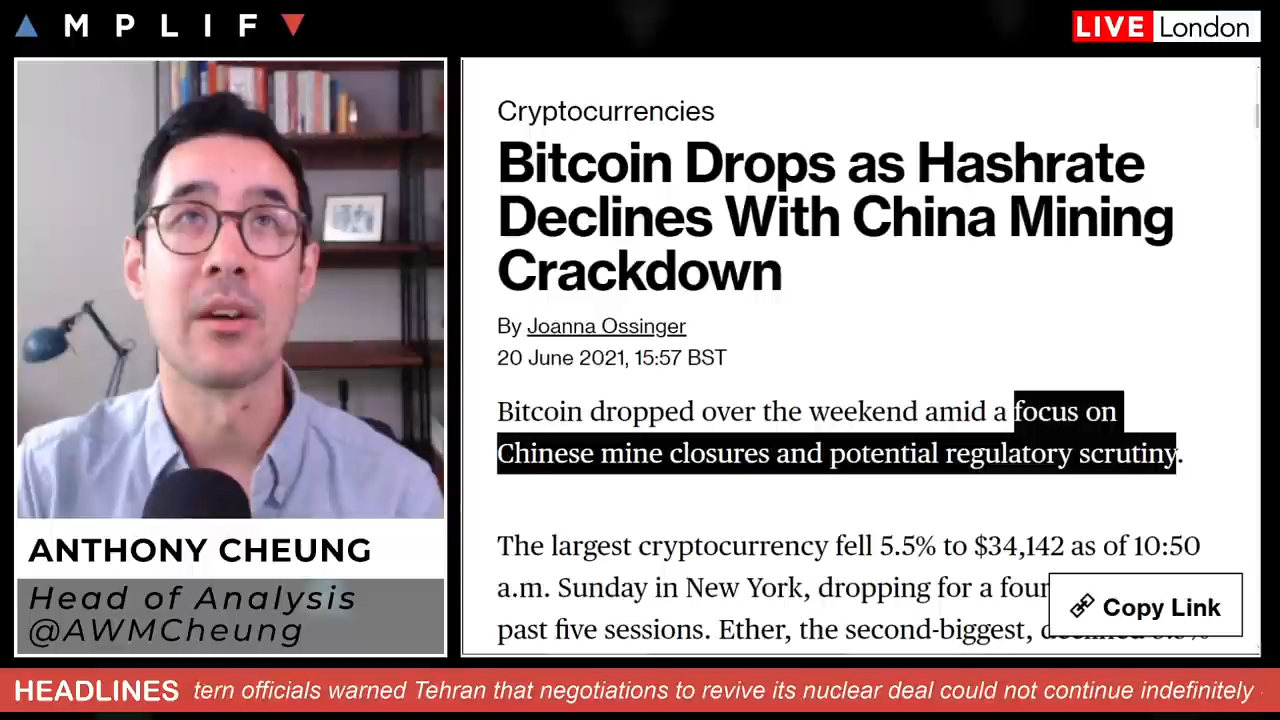 ▲ M P L I F ▼
LIVE London
Cryptocurrencies
Bitcoin Drops as Hashrate
Declines With China Mining
Crackdown
By Joanna Ossinger
20 June 2021, 15:57 BST
Bitcoin dropped over the weekend amid a focus on
Chinese mine closures and potential regulatory scrutiny.
The largest cryptocurrency fell 5.5% to $34,142 as of 10:50
a.m. Sunday in New York, dropping for a four
past five sessions. Ether, the second-biggest,
Copy Link
ANTHONY CHEUNG
Head of Analysis
@AWMCheung
HEADLINES tern officials warned Tehran that negotiations to revive its nuclear deal could not continue indefinitely